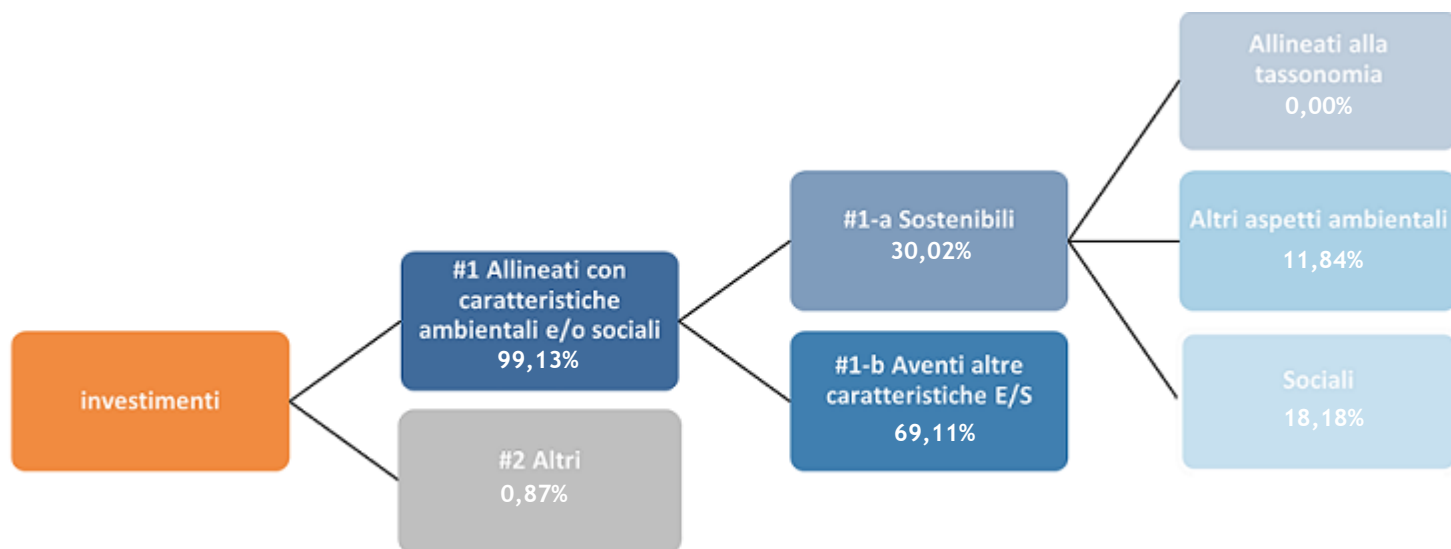 investimenti
#1 Allineati con
caratteristiche
ambientali e/o sociali
99,13%
#2 Altri
0,87%
#1-a Sostenibili
30,02%
#1-b Aventi altre
caratteristiche E/S
69,11%
Allineati alla
tassonomia
0,00%
Altri aspetti ambientali
11,84%
Sociali
18,18%